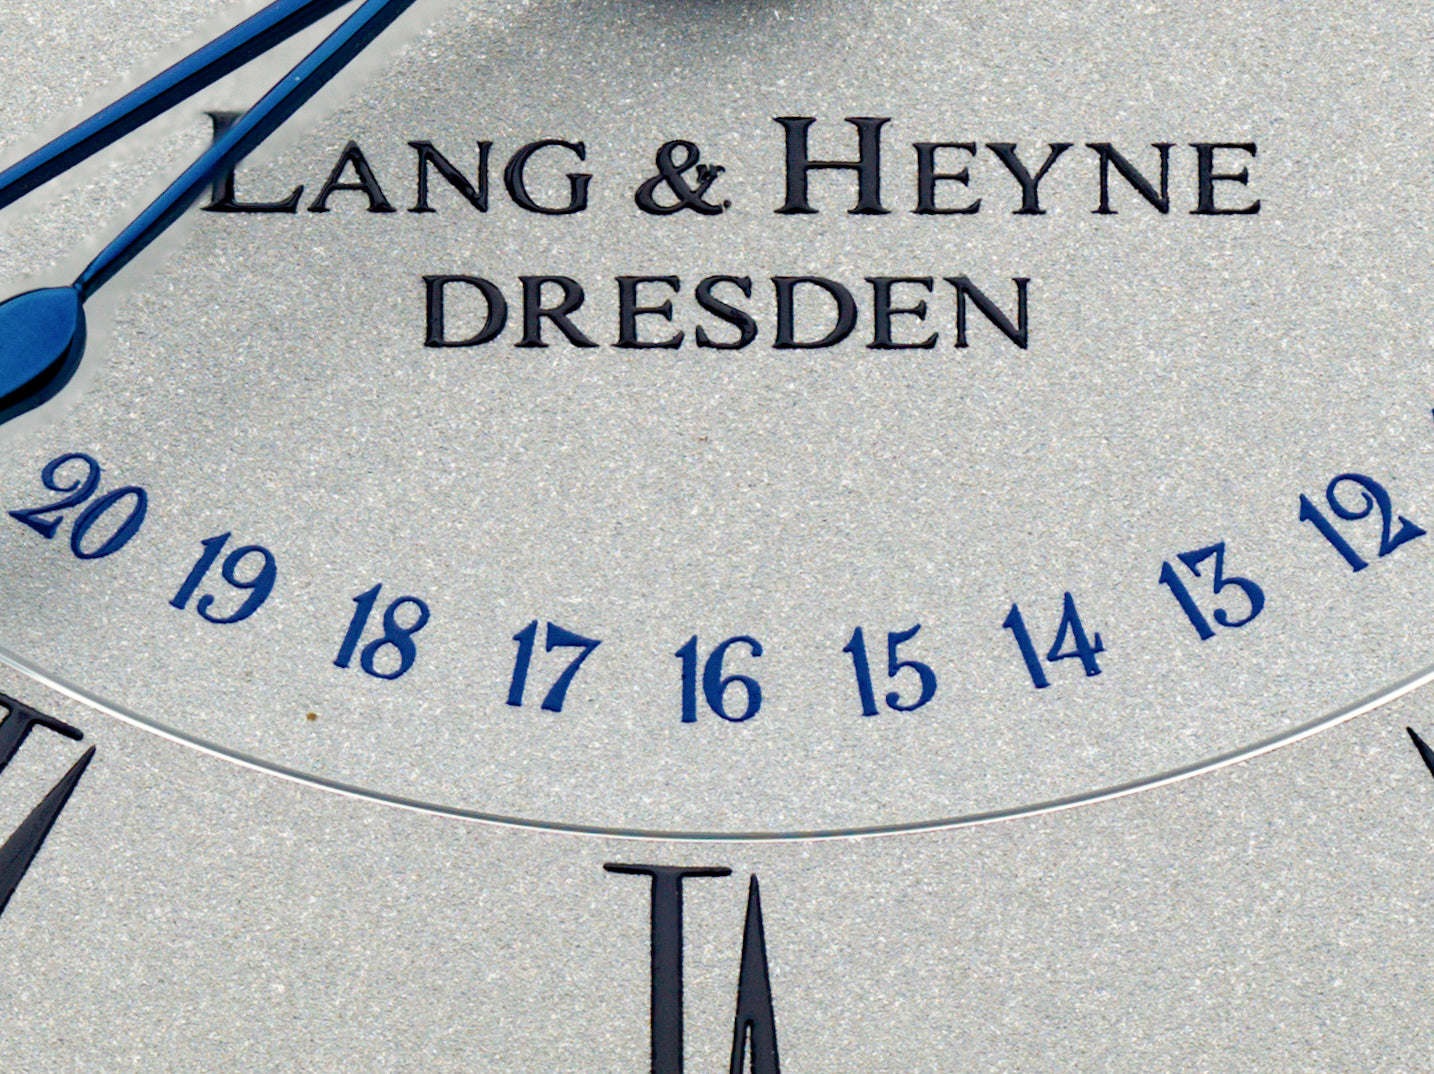 LANG & HEYNE
DRESDEN
20 19 18 17 16 15 14 13 12